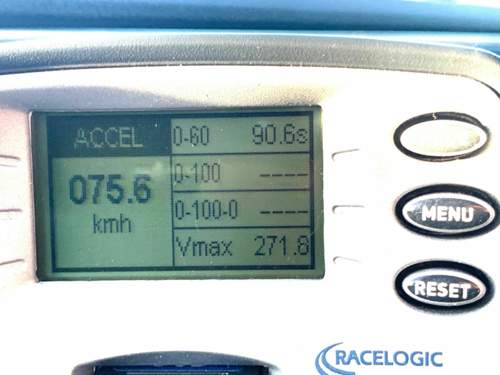 ACCEL
075.6
kmh
0-60 90.6s
0-100 ----
0-100-0 ----
Vmax 271.8
MENU
RESET
RACELOGIC